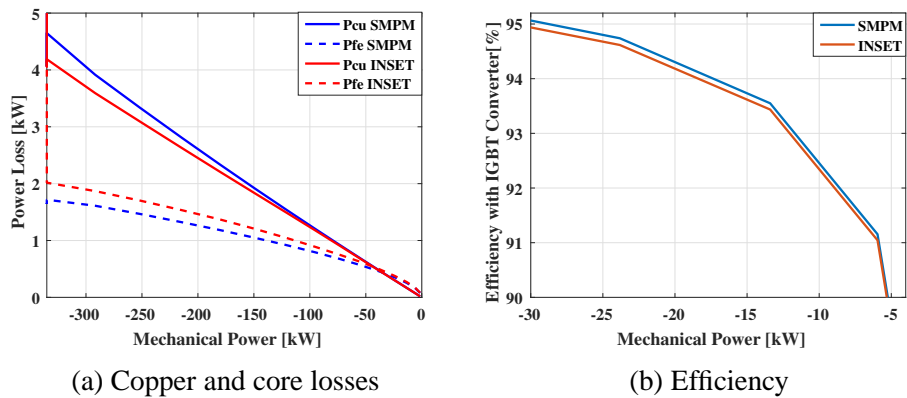 5
4
3
2
1
0
Power Loss [kW]
-300 -250 -200 -150 -100 -50 0
Mechanical Power [kW]
Pcu SMPM
Pfe SMPM
Pcu INSET
Pfe INSET
(a) Copper and core losses
95
94
93
92
91
90
Efficiency with IGBT Converter[%]
-30 -25 -20 -15 -10 -5
Mechanical Power [kW]
SMPM
INSET
(b) Efficiency